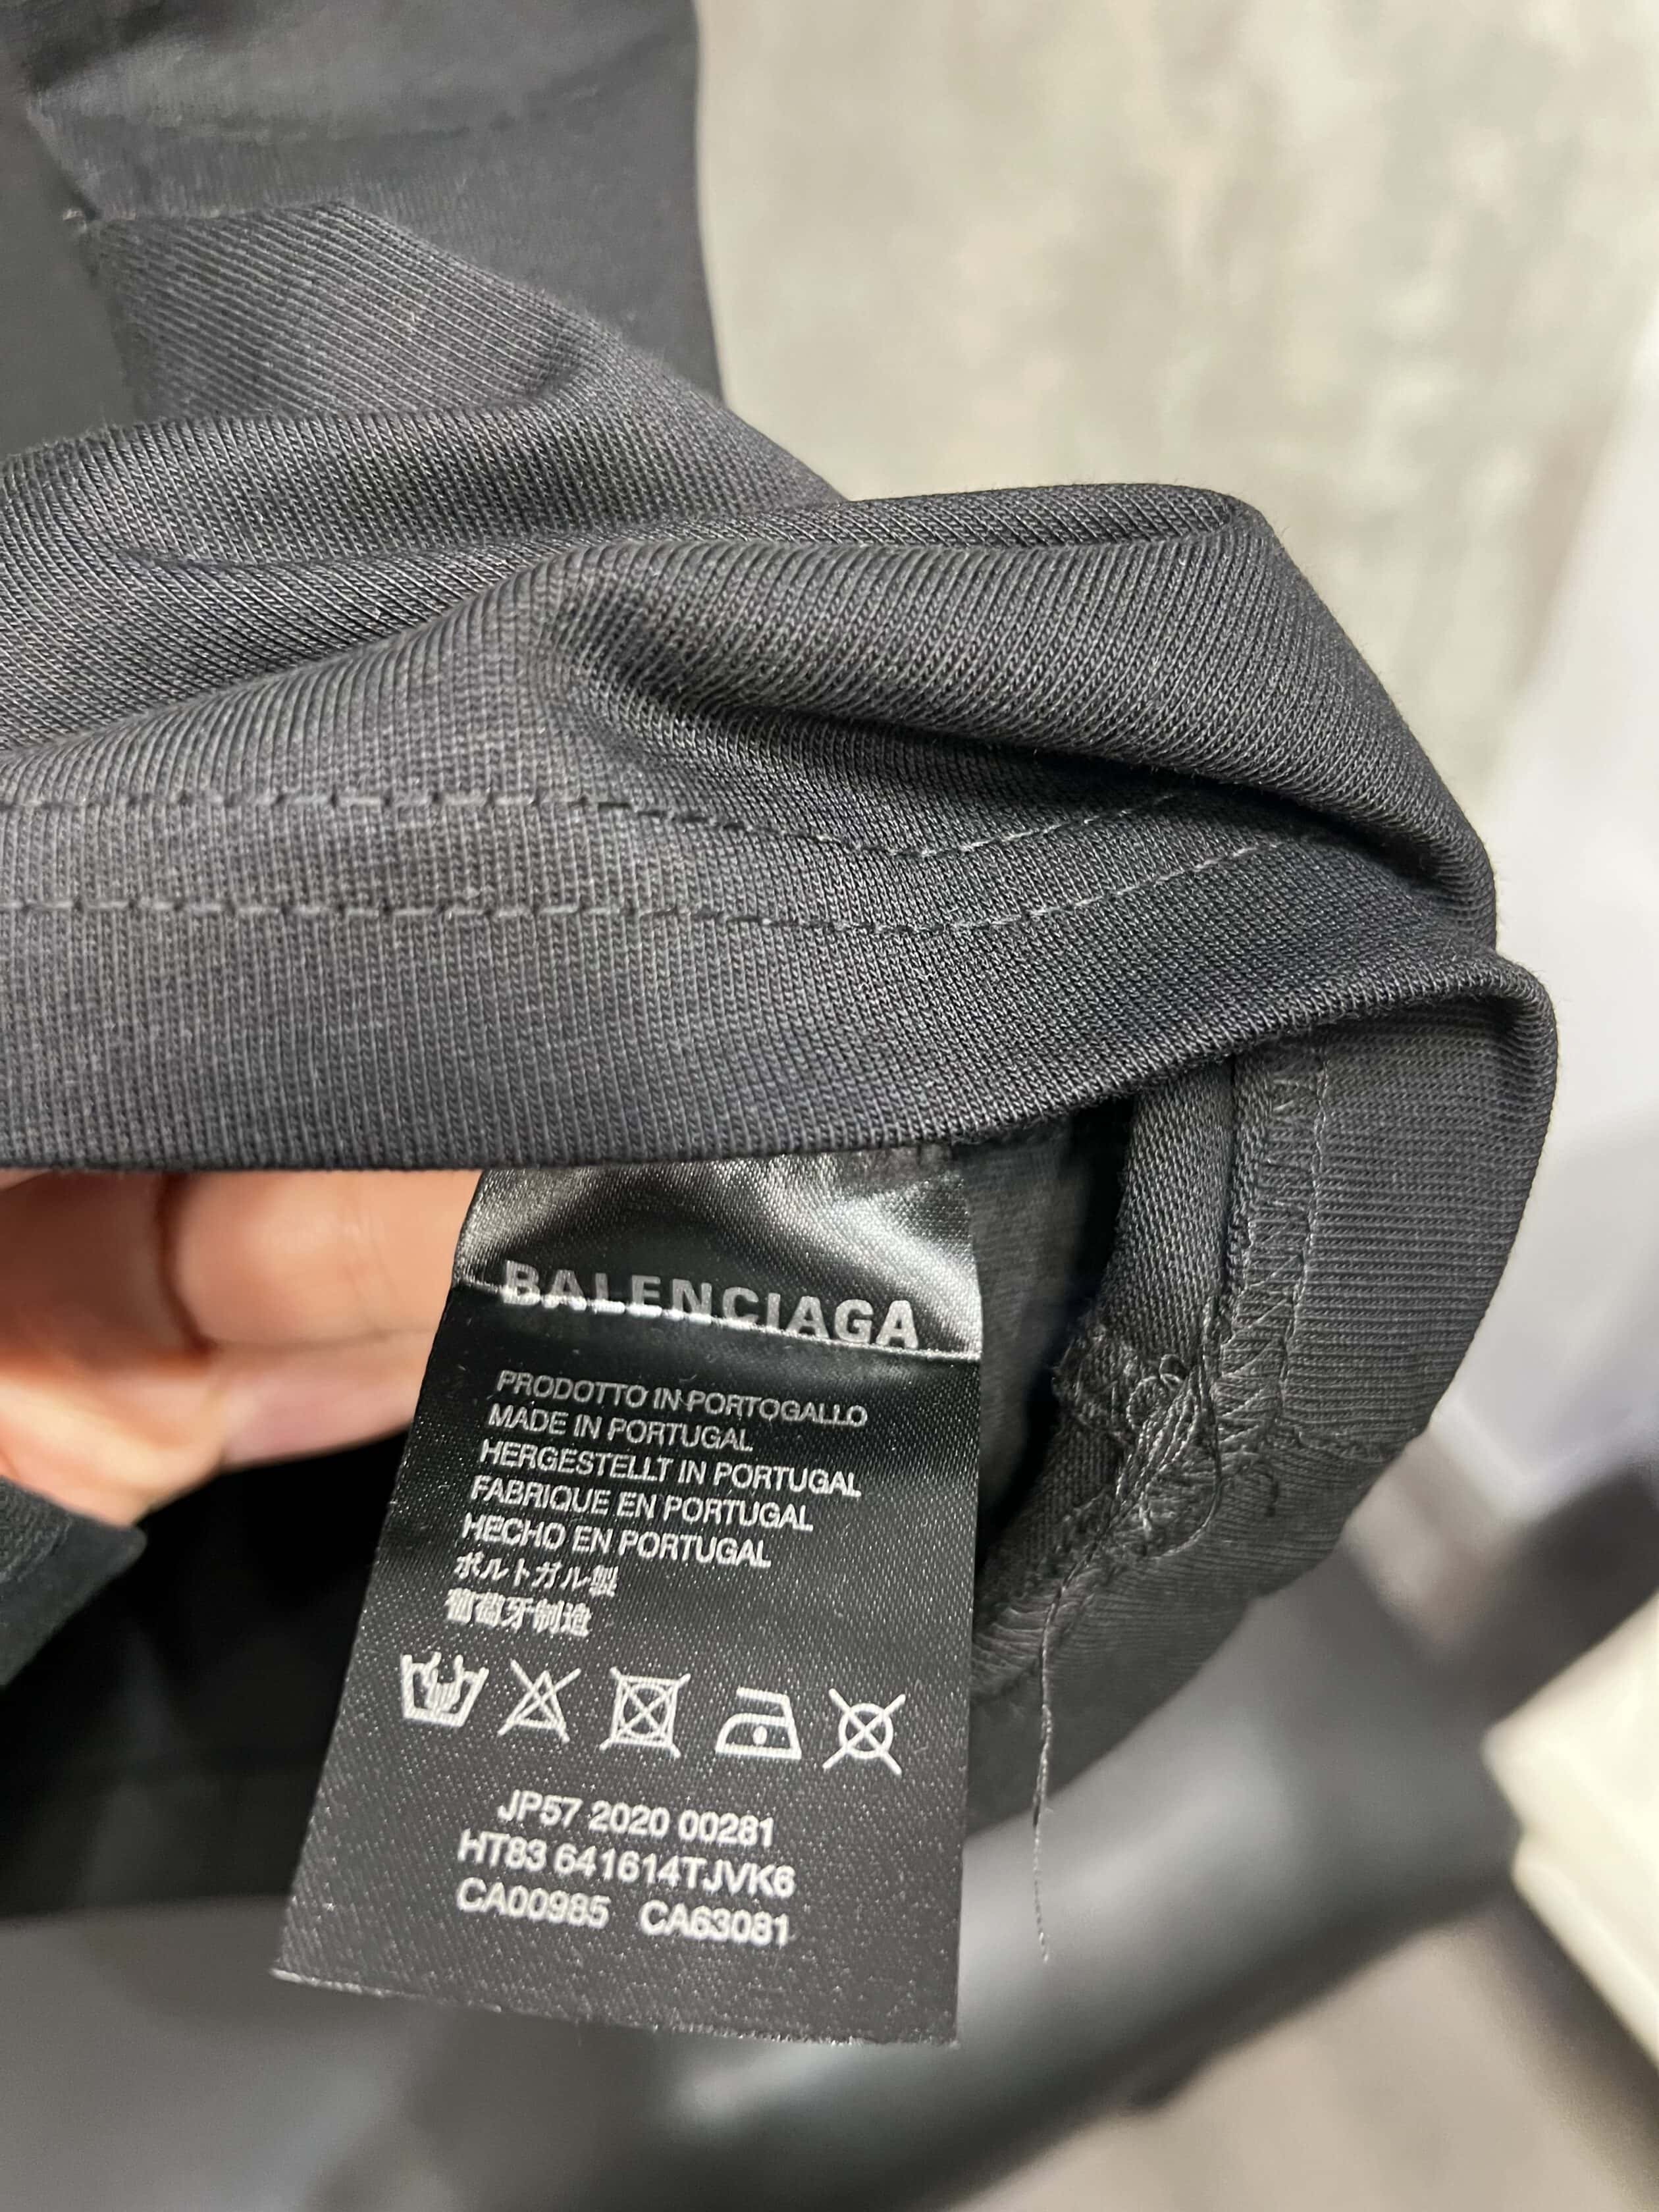 BALENCIAGA
PRODOTTO IN PORTOGALLO
MADE IN PORTUGAL
HERGESTELLT IN PORTUGAL
FABRIQUE EN PORTUGAL
HECHO EN PORTUGAL
ポルトガル製
葡萄牙制造
JP57 2020 00281
HT83 641614TJVK6
CA00985 CA63081